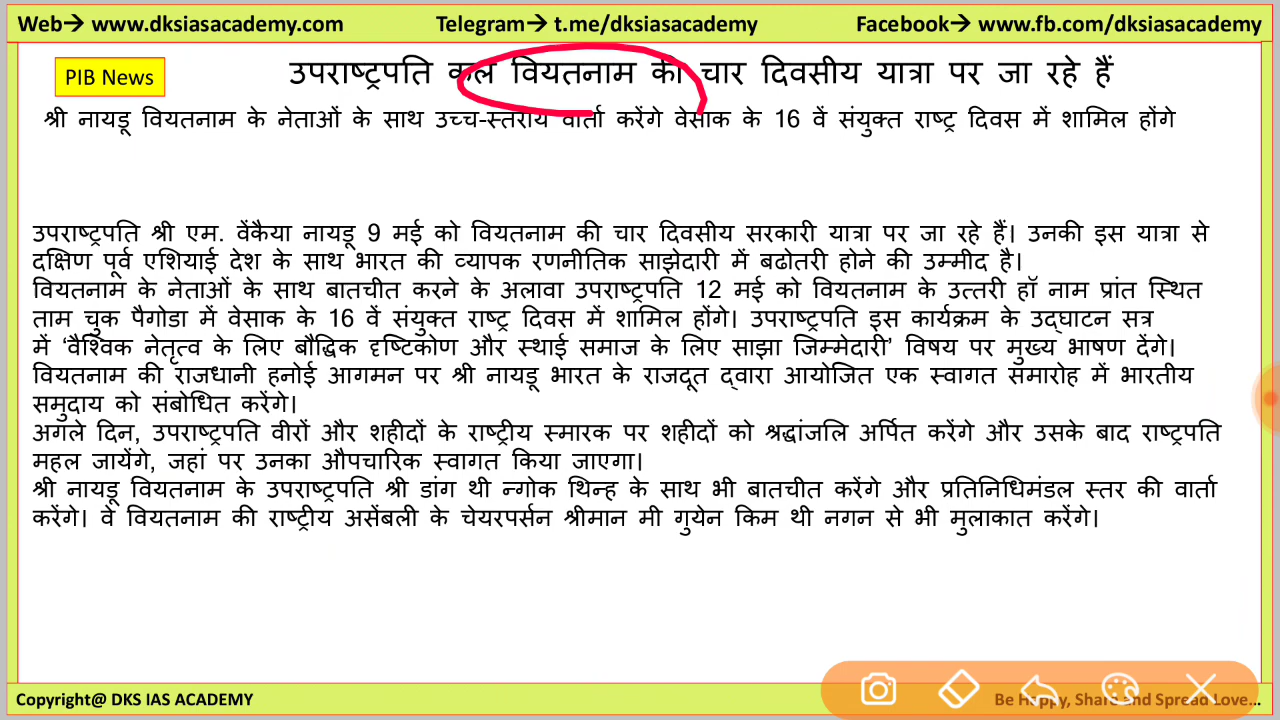 Web→ www.dksiasacademy.com Telegram→ t.me/dksiasacademy Facebook→ www.fb.com/dksiasacademy
PIB News
उपराष्ट्रपति कल वियतनाम की चार दिवसीय यात्रा पर जा रहे हैं
श्री नायडू वियतनाम के नेताओं के साथ उच्च-स्तरीय वार्ता करेंगे वेसाक के 16 वें संयुक्त राष्ट्र दिवस में शामिल होंगे
उपराष्ट्रपति श्री एम. वेंकैया नायडू 9 मई को वियतनाम की चार दिवसीय सरकारी यात्रा पर जा रहे हैं। उनकी इस यात्रा से
दक्षिण पूर्व एशियाई देश के साथ भारत की व्यापक रणनीतिक साझेदारी में बढोतरी होने की उम्मीद है।
वियतनाम के नेताओं के साथ बातचीत करने के अलावा उपराष्ट्रपति 12 मई को वियतनाम के उत्तरी हॉ नाम प्रांत स्थित
ताम चुक पैगोडा में वेसाक के 16 वें संयुक्त राष्ट्र दिवस में शामिल होंगे। उपराष्ट्रपति इस कार्यक्रम के उद्घाटन सत्र
में ‘वैश्विक नेतृत्व के लिए बौद्धिक दृष्टिकोण और स्थाई समाज के लिए साझा जिम्मेदारी’ विषय पर मुख्य भाषण देंगे।
वियतनाम की राजधानी हनोई आगमन पर श्री नायडू भारत के राजदूत द्वारा आयोजित एक स्वागत समारोह में भारतीय
समुदाय को संबोधित करेंगे।
अगले दिन, उपराष्ट्रपति वीरों और शहीदों के राष्ट्रीय स्मारक पर शहीदों को श्रद्धांजलि अर्पित करेंगे और उसके बाद राष्ट्रपति
महल जायेंगे, जहां पर उनका औपचारिक स्वागत किया जाएगा।
श्री नायडू वियतनाम के उपराष्ट्रपति श्री डांग थी न्गोक थिन्ह के साथ भी बातचीत करेंगे और प्रतिनिधिमंडल स्तर की वार्ता
करेंगे। वे वियतनाम की राष्ट्रीय असेंबली के चेयरपर्सन श्रीमान मी गुयेन किम थी नगन से भी मुलाकात करेंगे।
Copyright@ DKS IAS ACADEMY Be Happy, Share and Spread Love...